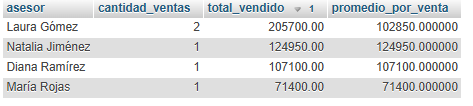 asesor cantidad_ventas total_vendido 1 promedio_por_venta
Laura Gómez 2 205700.00 102850.000000
Natalia Jiménez 1 124950.00 124950.000000
Diana Ramírez 1 107100.00 107100.000000
María Rojas 1 71400.00 71400.000000